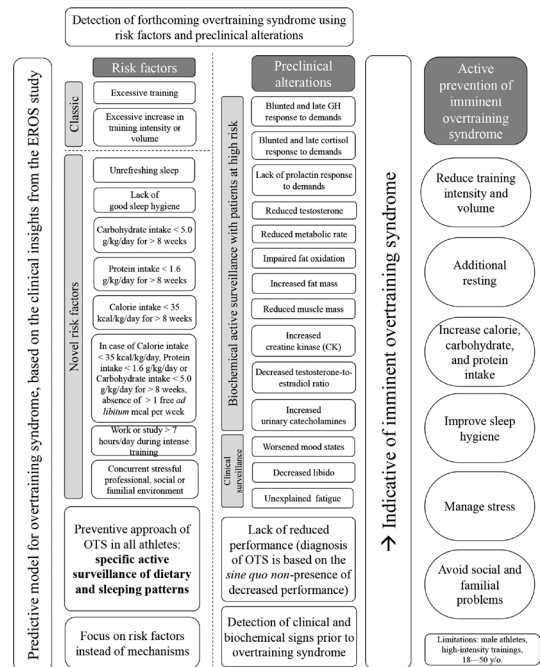 Detection of forthcoming overtraining syndrome using
risk factors and preclinical alterations
Predictive model for overtraining syndrome, based on the clinical insights from the EROS study
Risk factors
Classic
Excessive training
Excessive increase in
training intensity or
volume
Novel risk factors
Unrefreshing sleep
Lack of
good sleep hygiene
Carbohydrate intake < 5.0
g/kg/day for > 8 weeks
Protein intake < 1.6
g/kg/day for > 8 weeks
Calorie intake < 35
kcal/kg/day for > 8 weeks
In case of Calorie intake
< 35 kcal/kg/day, Protein
intake < 1.6 g/kg/day or
Carbohydrate intake < 5.0
g/kg/day for > 8 weeks,
absence of > 1 free ad
libitum meal per week
Work or study > 7
hours/day during intense
training
Concurrent stressful
professional, social or
familial environment
Preventive approach of
OTS in all athletes:
specific active
surveillance of dietary
and sleeping patterns
Focus on risk factors
instead of mechanisms
Preclinical
alterations
Biochemical active surveillance with patients at high risk
Blunted and late GH
response to demands
Blunted and late cortisol
response to demands
Lack of prolactin response
to demands
Reduced testosterone
Reduced metabolic rate
Impaired fat oxidation
Increased fat mass
Reduced muscle mass
Increased
creatine kinase (CK)
Decreased testosterone-to-
estradiol ratio
Increased
urinary catecholamines
Clinical
surveillance
Worsened mood states
Decreased libido
Unexplained fatigue
Lack of reduced
performance (diagnosis
of OTS is based on the
sine quo non-presence of
decreased performance)
Detection of clinical and
biochemical signs prior to
overtraining syndrome
→ Indicative of imminent overtraining syndrome
Active
prevention of
imminent
overtraining
syndrome
Reduce training
intensity and
volume
Additional
resting
Increase calorie,
carbohydrate,
and protein
intake
Improve sleep
hygiene
Manage stress
Avoid social and
familial
problems
Limitations: male athletes,
high-intensity trainings,
18—50 y/o.